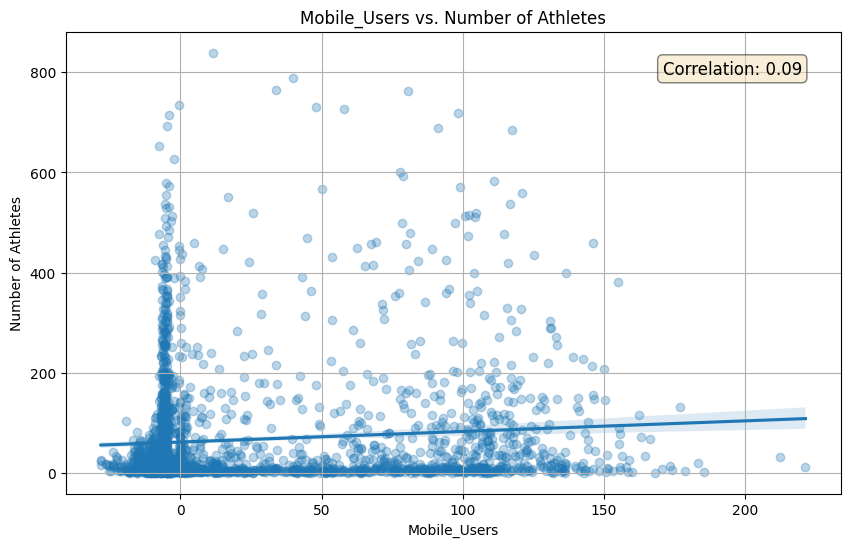 Mobile_Users vs. Number of Athletes
Correlation: 0.09
Number of Athletes
800
600
400
200
0
0 50 100 150 200
Mobile_Users